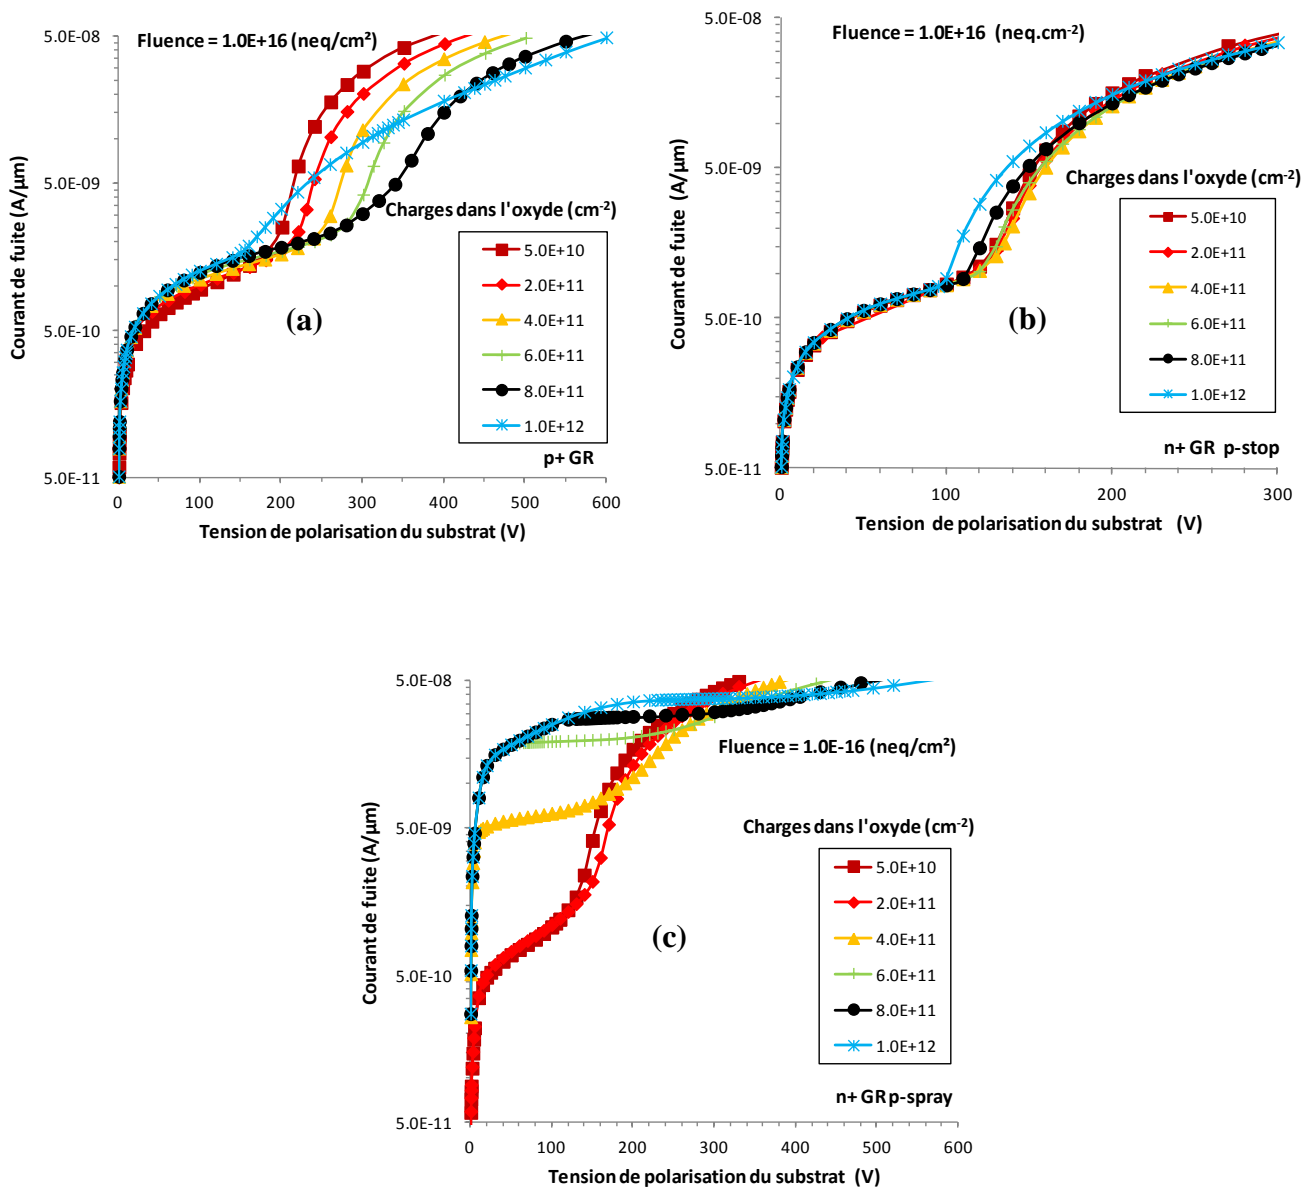 5.0E-08
Fluence = 1.0E+16 (neq/cm²)
5.0E-09
5.0E-10
5.0E-11
Courant de fuite (A/µm)
Charges dans l'oxyde (cm-2)
5.0E+10
2.0E+11
4.0E+11
6.0E+11
8.0E+11
1.0E+12
(a)
p+ GR
0 100 200 300 400 500 600
Tension de polarisation du substrat (V)
5.0E-08
Fluence = 1.0E+16 (neq.cm-2)
5.0E-09
5.0E-10
5.0E-11
Courant de fuite (A/µm)
Charges dans l'oxyde (cm-2)
5.0E+10
2.0E+11
4.0E+11
6.0E+11
8.0E+11
1.0E+12
(b)
n+ GR p-stop
0 100 200 300
Tension de polarisation du substrat (V)
5.0E-08
5.0E-09
5.0E-10
5.0E-11
Courant de fuite (A/µm)
Fluence = 1.0E-16 (neq/cm²)
Charges dans l'oxyde (cm-2)
5.0E+10
2.0E+11
4.0E+11
6.0E+11
8.0E+11
1.0E+12
(c)
n+ GR p-spray
0 100 200 300 400 500 600
Tension de polarisation du substrat (V)